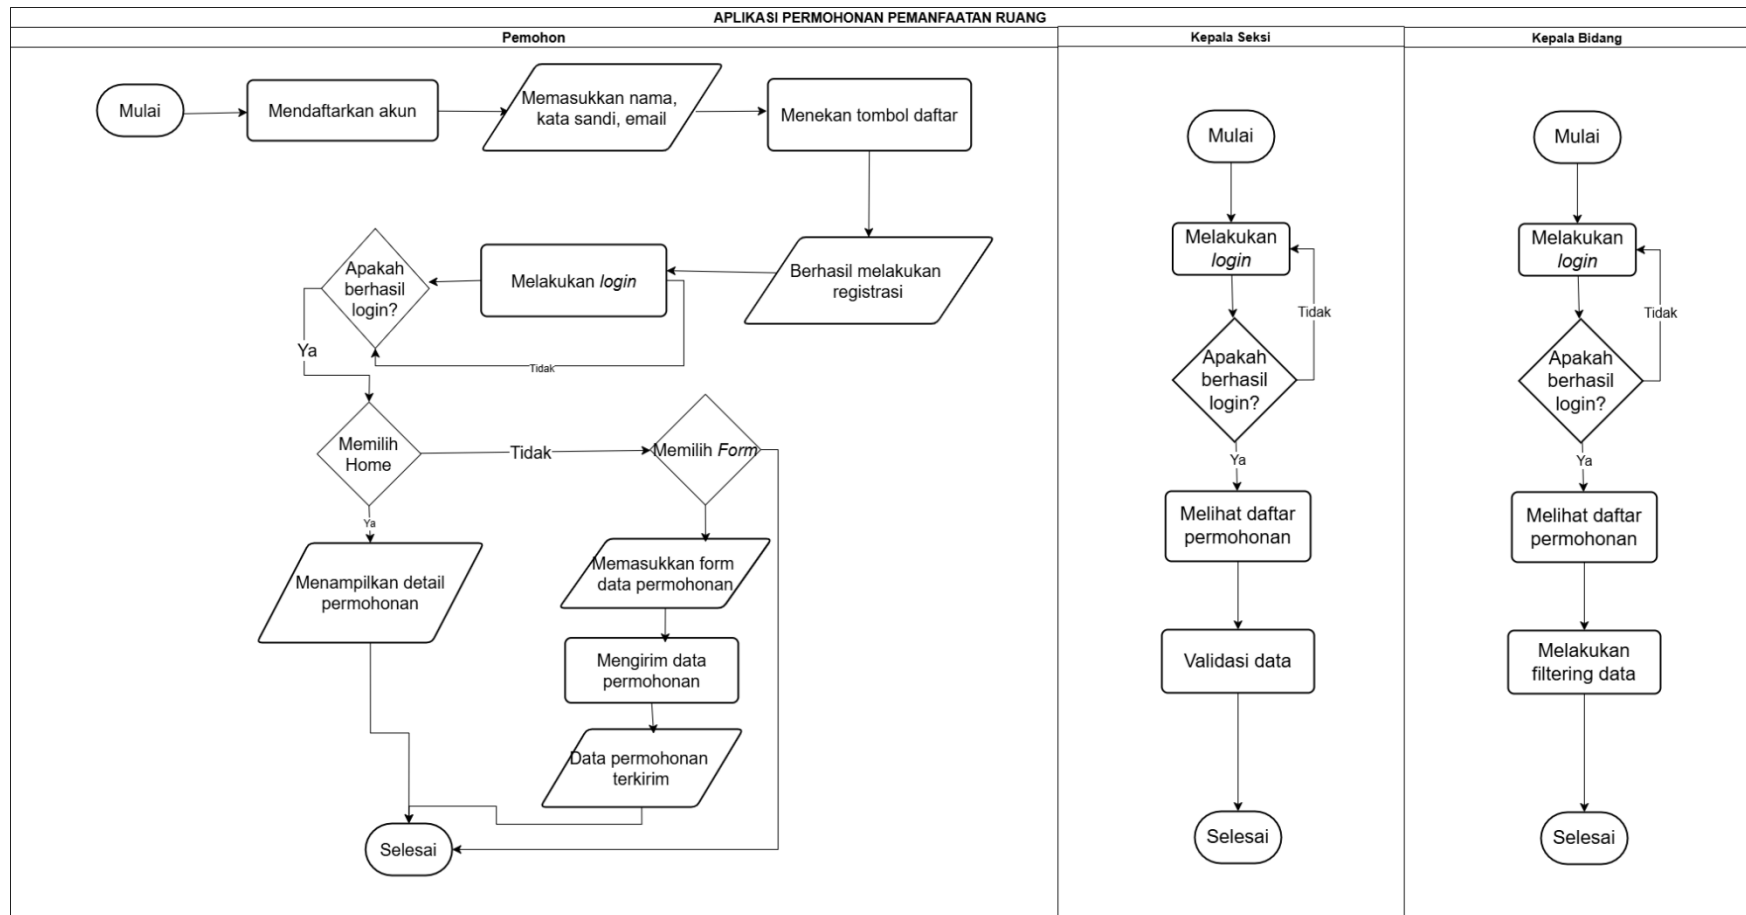 APLIKASI PERMOHONAN PEMANFAATAN RUANG
Pemohon
Mulai
Mendaftarkan akun
Memasukkan nama,
kata sandi, email
Menekan tombol daftar
Berhasil melakukan
registrasi
Melakukan login
Apakah
berhasil
login?
Tidak
Ya
Memilih
Home
Tidak
Memilih Form
Ya
Menampilkan detail
permohonan
Memasukkan form
data permohonan
Mengirim data
permohonan
Data permohonan
terkirim
Selesai
Kepala Seksi
Mulai
Melakukan
login
Tidak
Apakah
berhasil
login?
Ya
Melihat daftar
permohonan
Validasi data
Selesai
Kepala Bidang
Mulai
Melakukan
login
Tidak
Apakah
berhasil
login?
Ya
Melihat daftar
permohonan
Melakukan
filtering data
Selesai